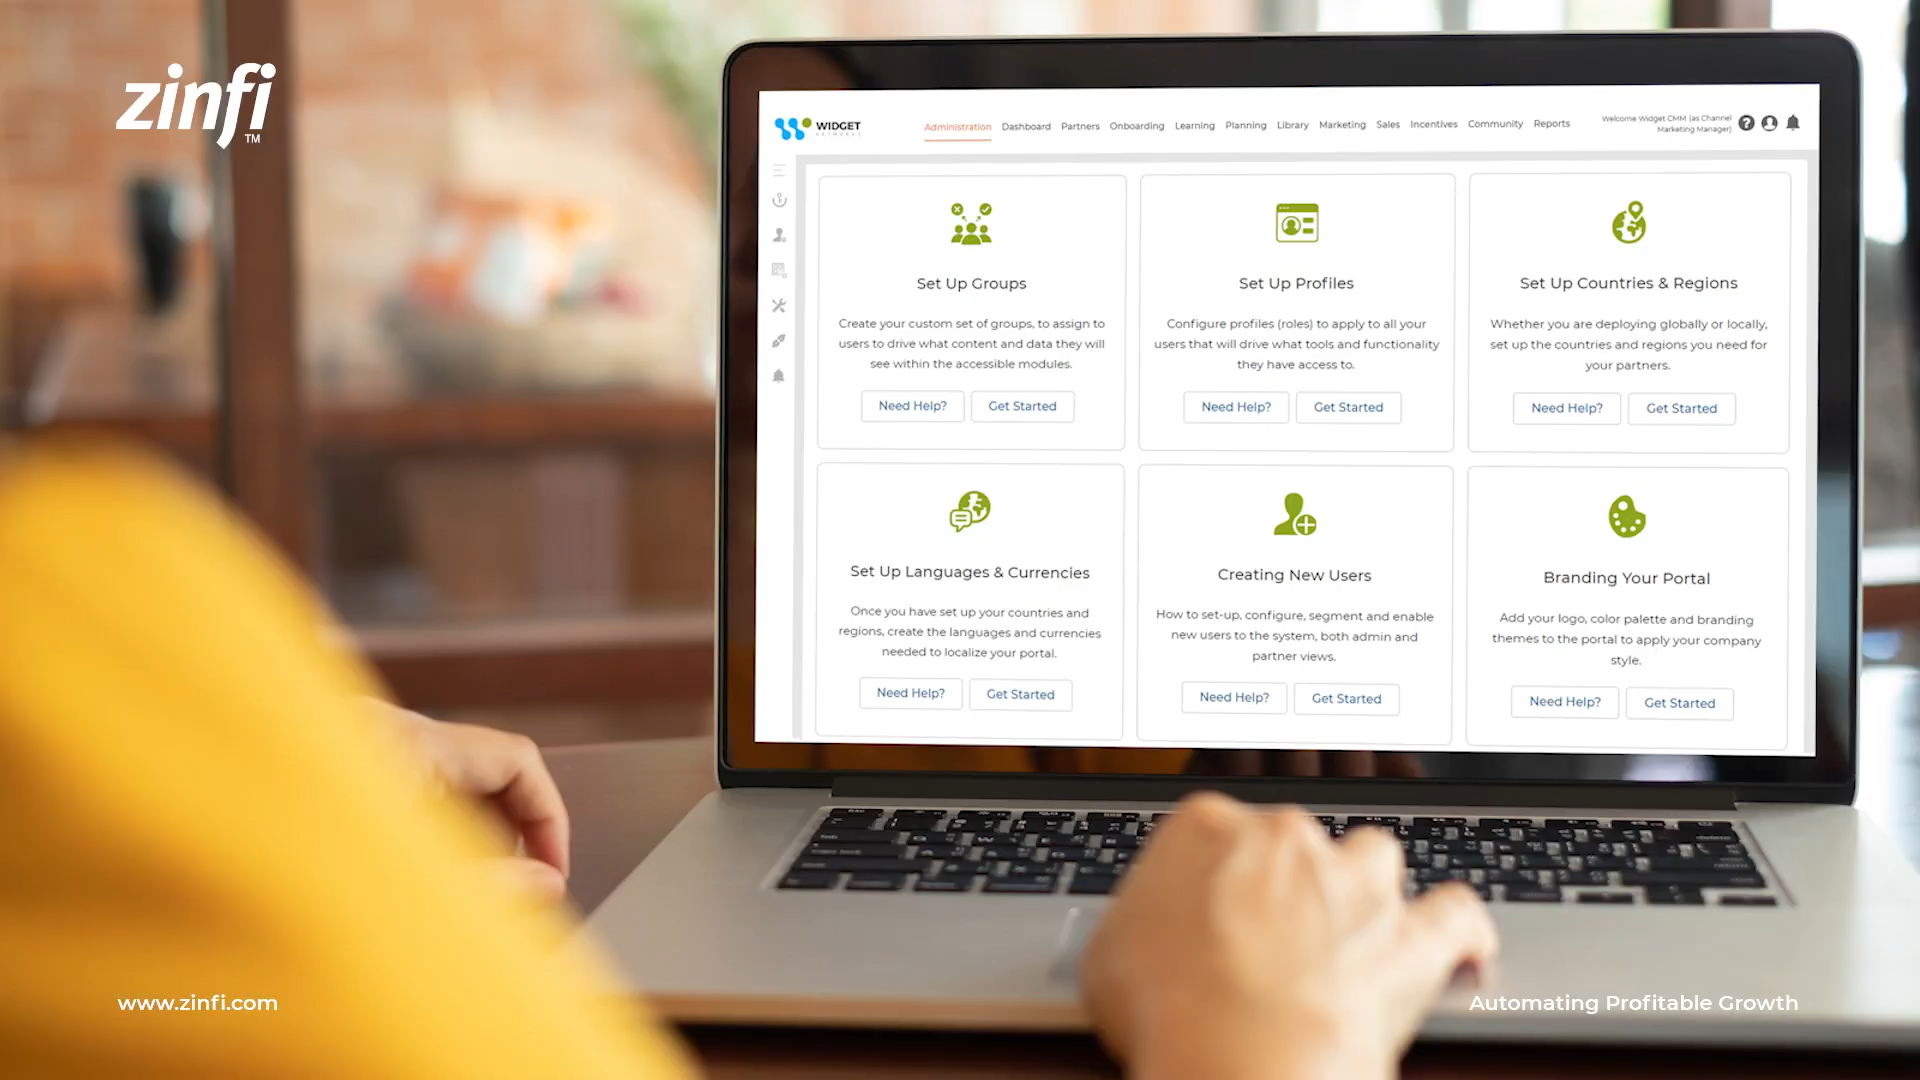 zinfi
TM
WIDGET
NETWORKS
Administration Dashboard Partners Onboarding Learning Planning Library Marketing Sales Incentives Community Reports
Welcome Widget CMM (as Channel
Marketing Manager)
Set Up Groups
Create your custom set of groups, to assign to
users to drive what content and data they will
see within the accessible modules.
Need Help? Get Started
Set Up Profiles
Configure profiles (roles) to apply to all your
users that will drive what tools and functionality
they have access to.
Need Help? Get Started
Set Up Countries & Regions
Whether you are deploying globally or locally,
set up the countries and regions you need for
your partners.
Need Help? Get Started
Set Up Languages & Currencies
Once you have set up your countries and
regions, create the languages and currencies
needed to localize your portal.
Need Help? Get Started
Creating New Users
How to set-up, configure, segment and enable
new users to the system, both admin and
partner views.
Need Help? Get Started
Branding Your Portal
Add your logo, color palette and branding
themes to the portal to apply your company
style.
Need Help? Get Started
www.zinfi.com
Automating Profitable Growth